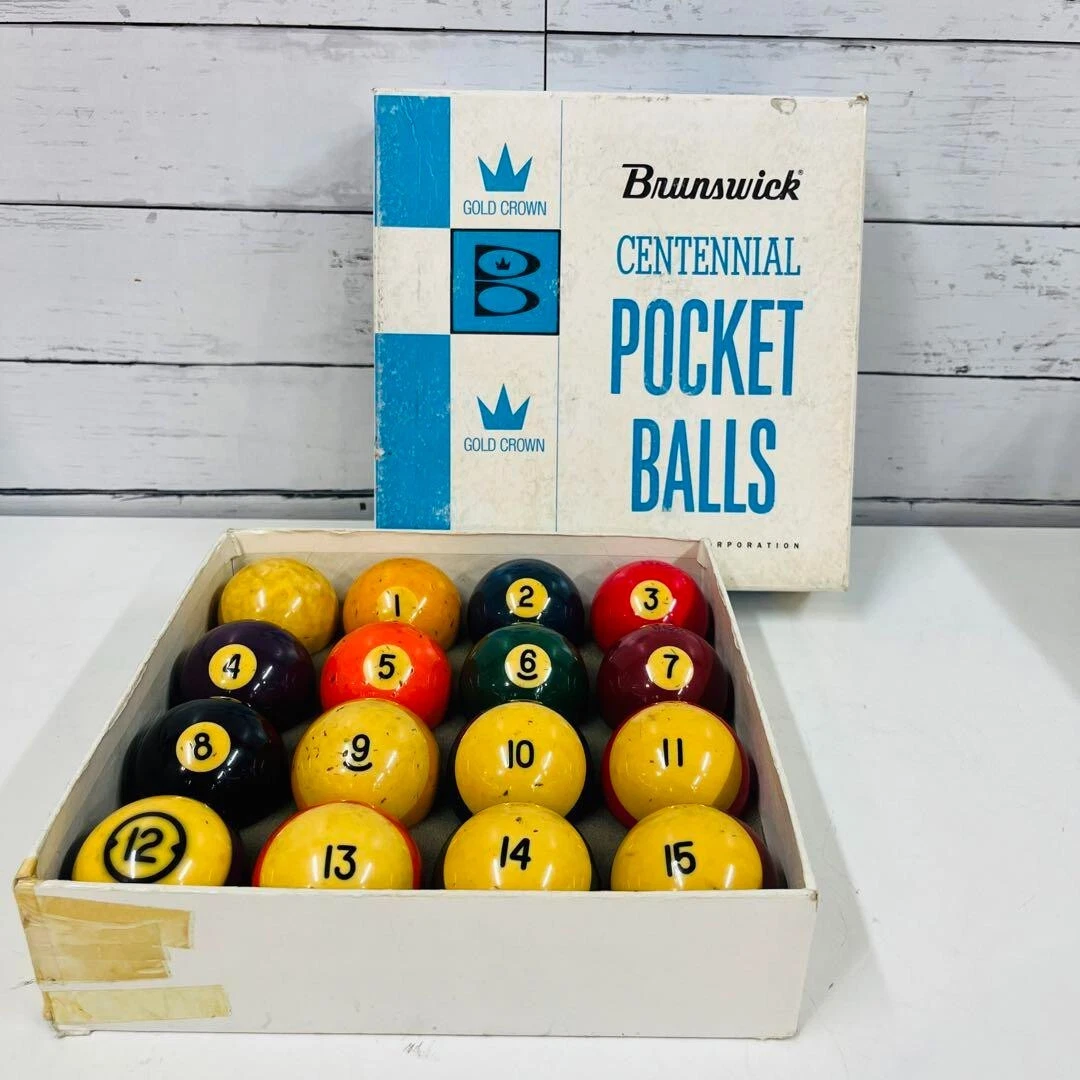 GOLD CROWN
B
GOLD CROWN
Brunswick®
CENTENNIAL
POCKET
BALLS
RPORATION
1 2 3
4 5 6 7
8 9 10 11
12 13 14 15